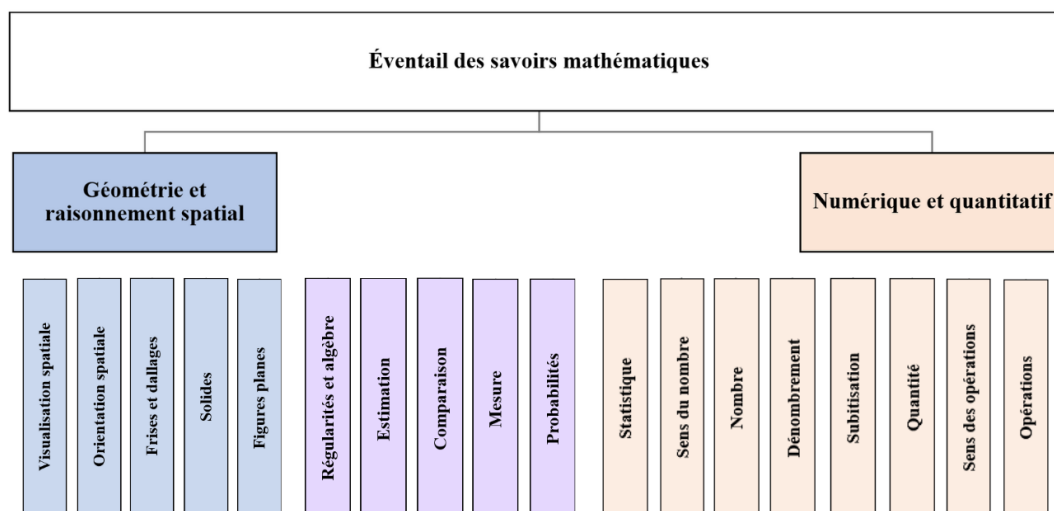 Éventail des savoirs mathématiques
Géométrie et
raisonnement spatial
Numérique et quantitatif
Visualisation spatiale
Orientation spatiale
Frises et dallages
Solides
Figures planes
Régularités et algèbre
Estimation
Comparaison
Mesure
Probabilités
Statistique
Sens du nombre
Nombre
Dénombrement
Subitisation
Quantité
Sens des opérations
Opérations